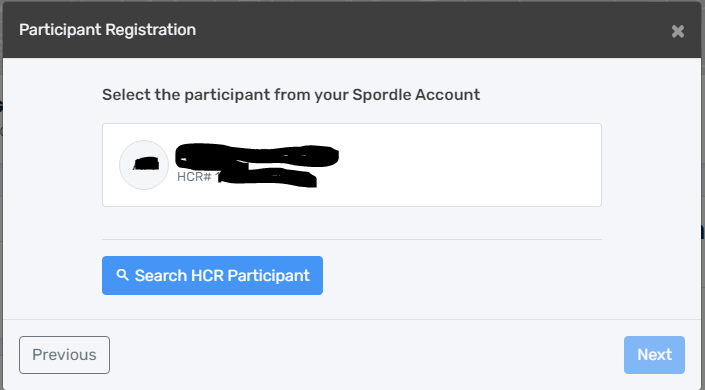 Participant Registration
Select the participant from your Spordle Account
HCR#
Search HCR Participant
Previous
Next